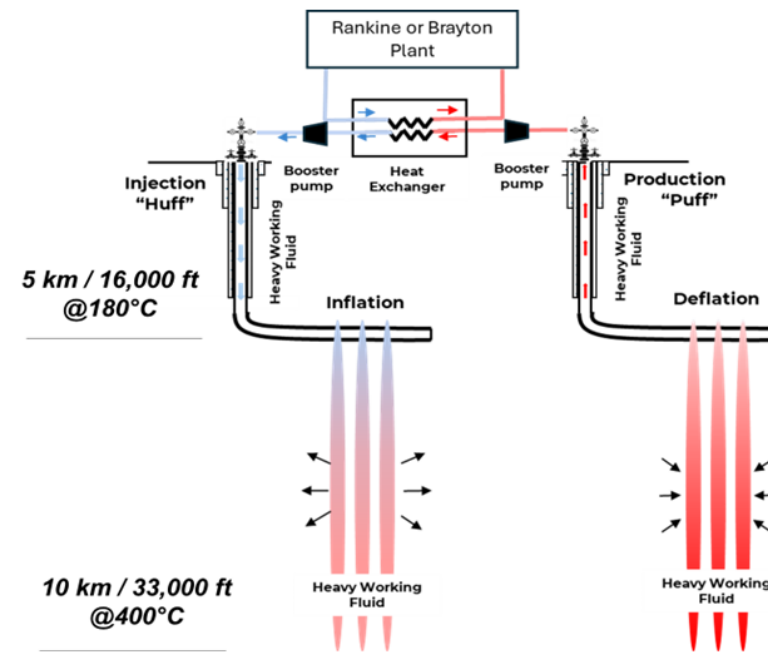 Rankine or Brayton
Plant
Booster
pump
Heat
Exchanger
Booster
pump
Injection
“Huff”
Production
“Puff”
Heavy Working
Fluid
Heavy Working
Fluid
5 km / 16,000 ft
@180°C
Inflation
Deflation
10 km / 33,000 ft
@400°C
Heavy Working
Fluid
Heavy Working
Fluid